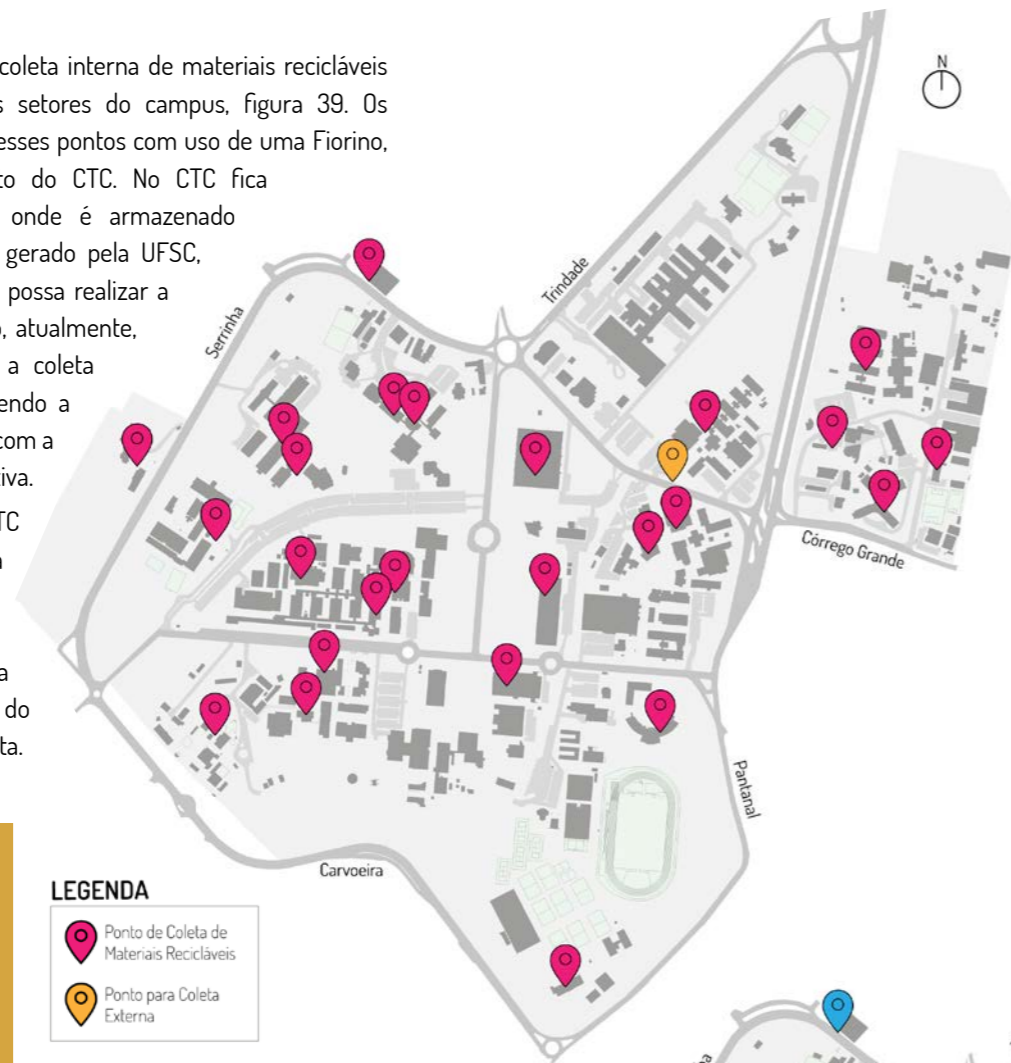 coleta interna de materiais recicláveis
s setores do campus, figura 39. Os
esses pontos com uso de uma Fiorino,
to do CTC. No CTC fica
onde é armazenado
gerado pela UFSC,
possa realizar a
o, atualmente,
a coleta
endo a
com a
tiva.
TC
a
a
do
ta.
N
Trindade
Serrinha
Córrego Grande
Pantanal
Carvoeira
LEGENDA
Ponto de Coleta de
Materiais Recicláveis
Ponto para Coleta
Externa